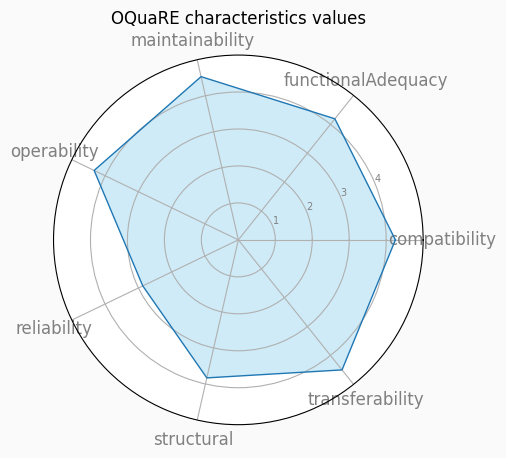 OQuaRE characteristics values
maintainability
functionalAdequacy
operability
4
3
2
1
compatibility
reliability
transferability
structural